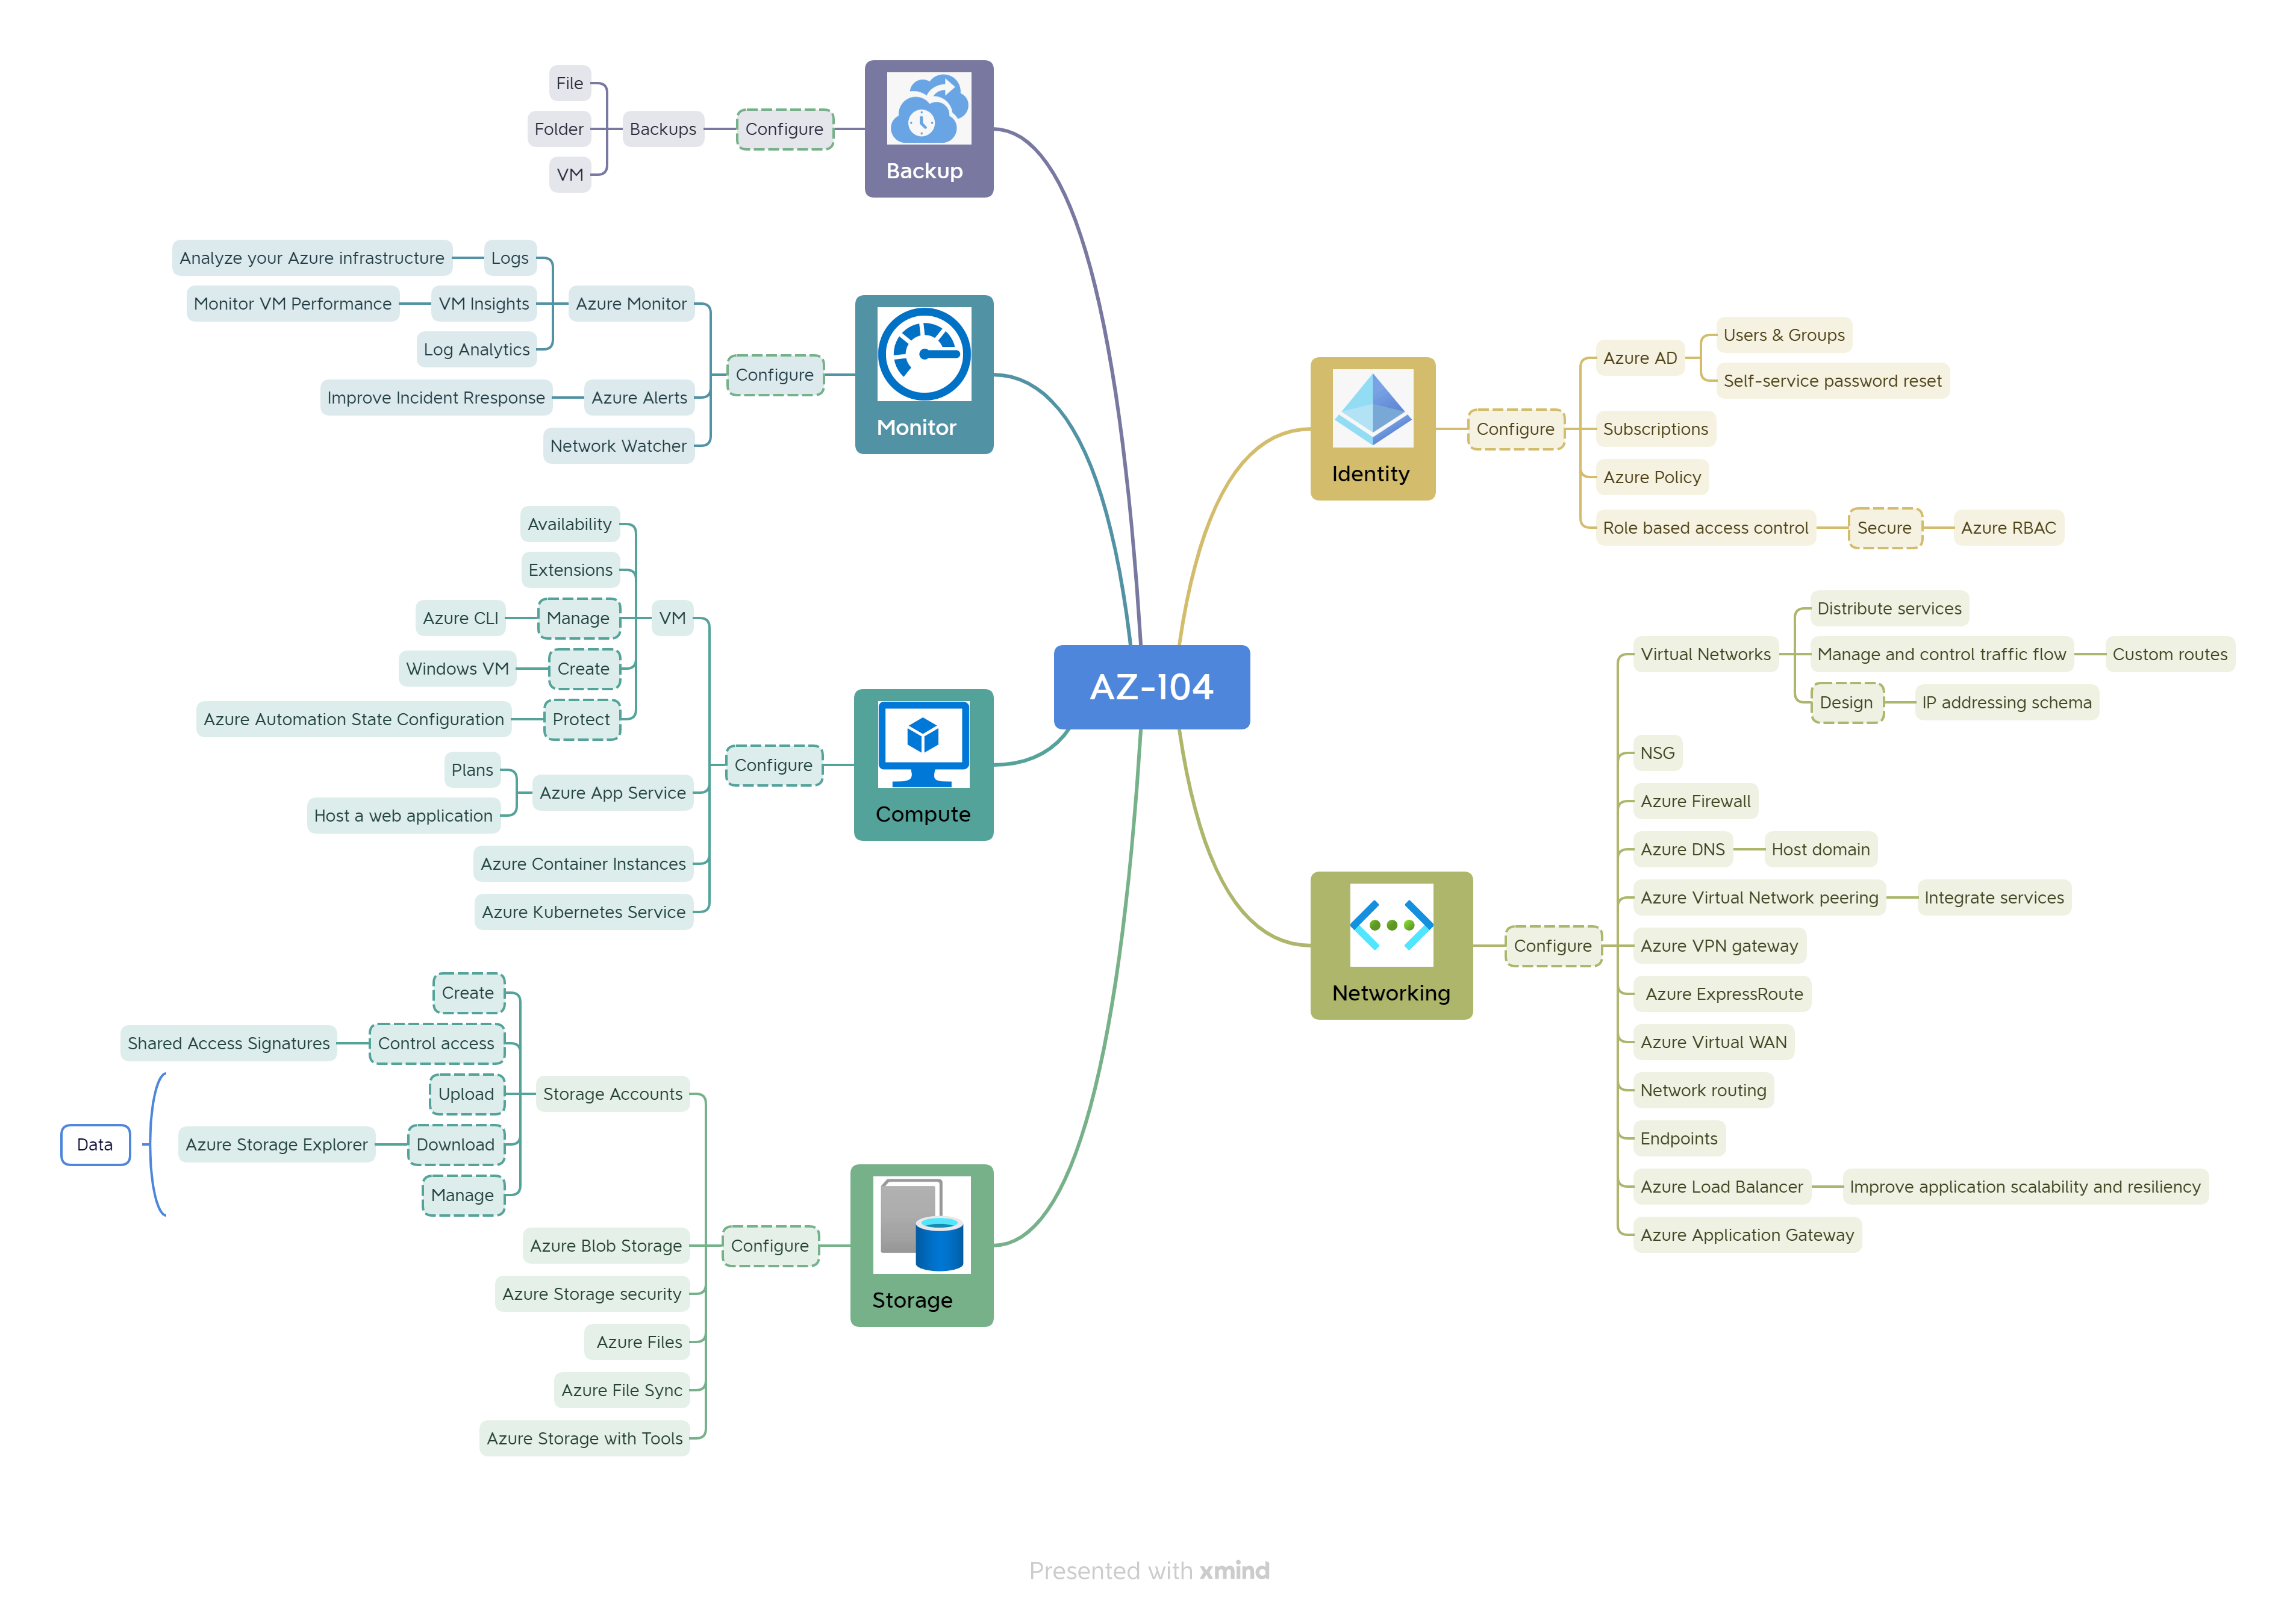 AZ-104
Backup
Configure
Backups
File
Folder
VM
Monitor
Configure
Azure Monitor
Logs
Analyze your Azure infrastructure
VM Insights
Monitor VM Performance
Log Analytics
Azure Alerts
Improve Incident Rresponse
Network Watcher
Compute
Configure
VM
Availability
Extensions
Manage
Azure CLI
Create
Windows VM
Protect
Azure Automation State Configuration
Azure App Service
Plans
Host a web application
Azure Container Instances
Azure Kubernetes Service
Storage
Configure
Storage Accounts
Create
Control access
Shared Access Signatures
Upload
Download
Azure Storage Explorer
Manage
Data
Azure Blob Storage
Azure Storage security
Azure Files
Azure File Sync
Azure Storage with Tools
Identity
Configure
Azure AD
Users & Groups
Self-service password reset
Subscriptions
Azure Policy
Role based access control
Secure
Azure RBAC
Networking
Configure
Virtual Networks
Distribute services
Manage and control traffic flow
Custom routes
Design
IP addressing schema
NSG
Azure Firewall
Azure DNS
Host domain
Azure Virtual Network peering
Integrate services
Azure VPN gateway
Azure ExpressRoute
Azure Virtual WAN
Network routing
Endpoints
Azure Load Balancer
Improve application scalability and resiliency
Azure Application Gateway
Presented with xmind